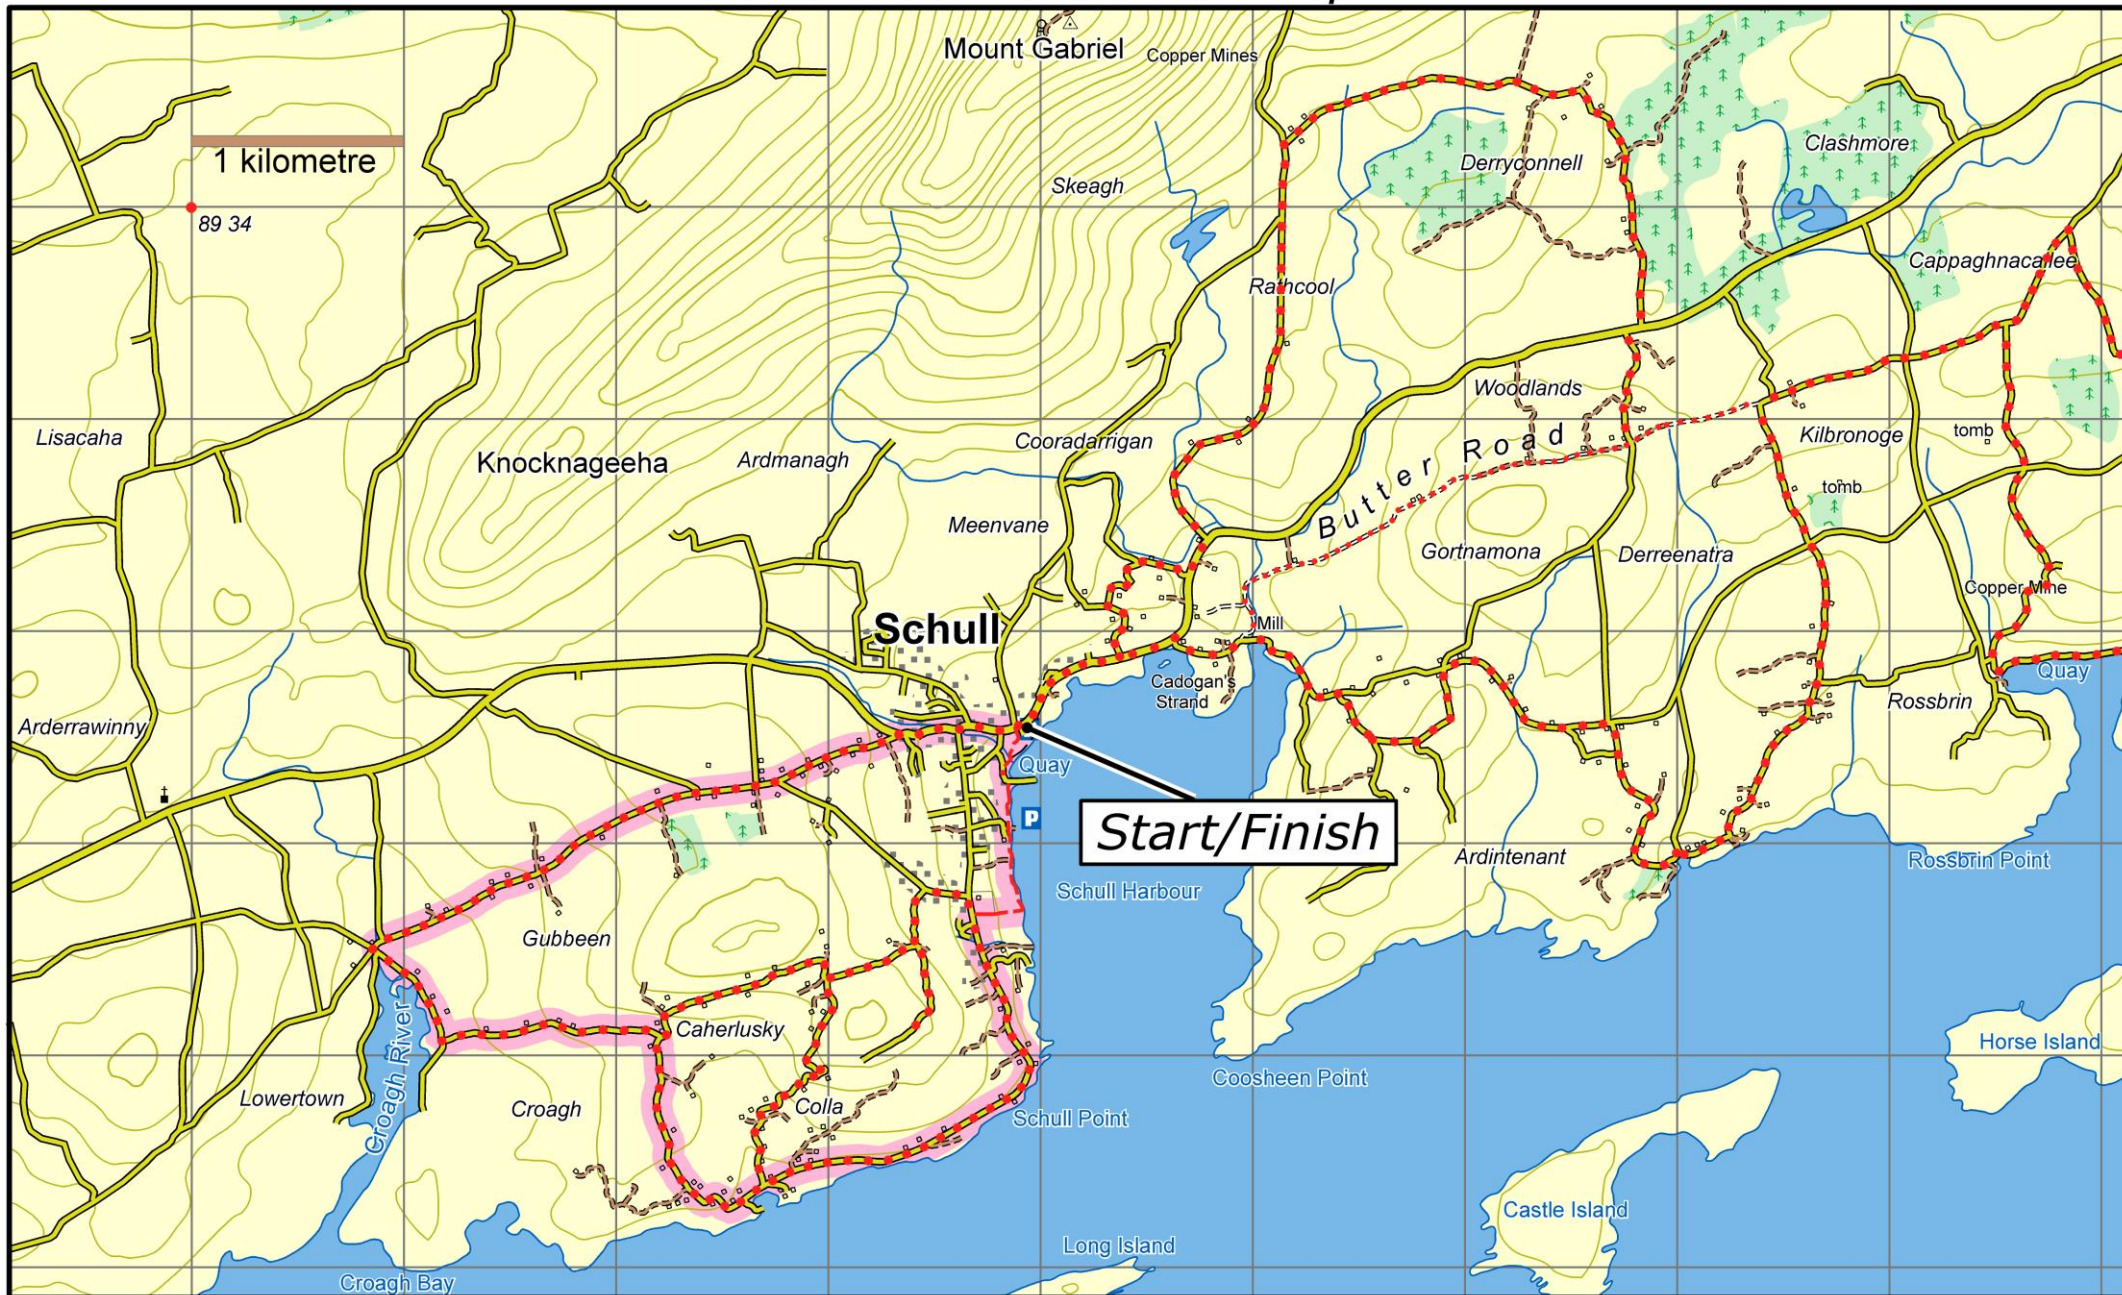 Mount Gabriel
Copper Mines
1 kilometre
Derryconnell
Clashmore
Skeagh
89 34
Cappaghnacallee
Rathcool
Woodlands
Lisacaha
Knocknageeha
Ardmanagh
Cooradarrigan
Butter Road
Kilbronoge
tomb
tomb
Meenvane
Gortnamona
Derreenatra
Copper Mine
Schull
Mill
Quay
Cadogan's
Strand
Rossbrin
Arderrawinny
Quay
P
Start/Finish
Ardintenant
Rossbrin Point
Schull Harbour
Gubbeen
Croagh River
Caherlusky
Horse Island
Coosheen Point
Lowertown
Croagh
Colla
Schull Point
Castle Island
Long Island
Croagh Bay